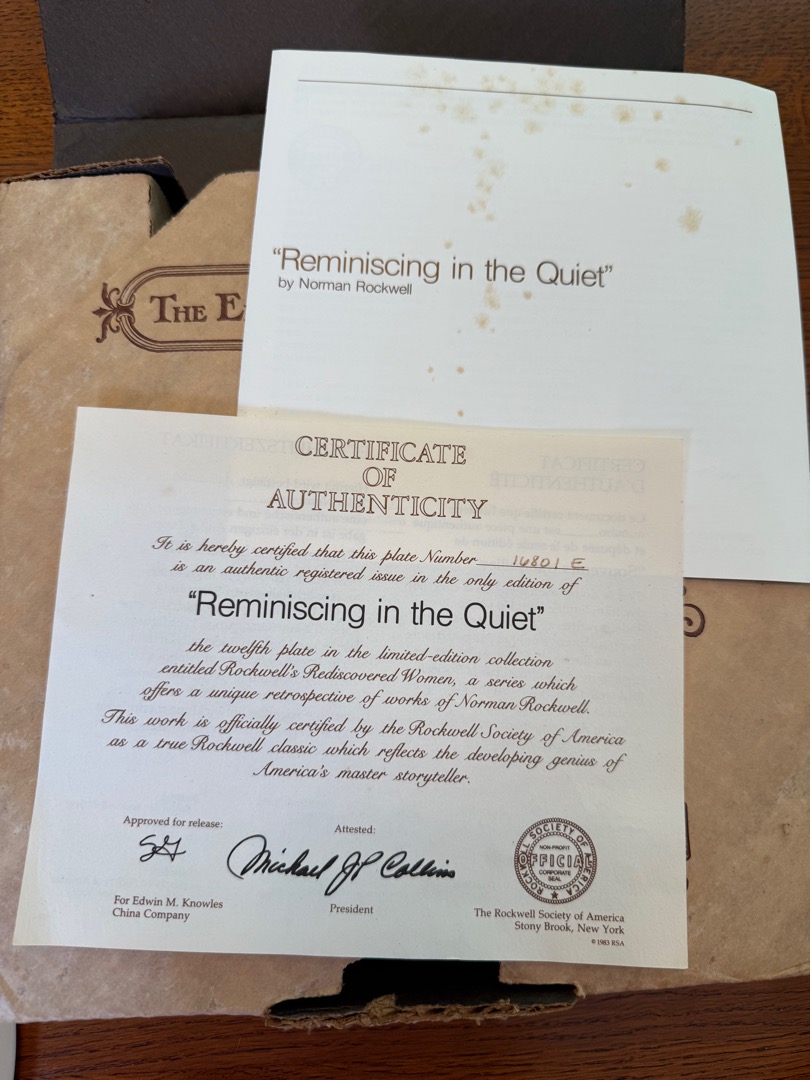 "Reminiscing in the Quiet"
by Norman Rockwell
THE
CERTIFICATE
OF
AUTHENTICITY
It is hereby certified that this plate Number 16801 E
is an authentic registered issue in the only edition of
"Reminiscing in the Quiet"
the twelfth plate in the limited-edition collection
entitled Rockwell's Rediscovered Women, a series which
offers a unique retrospective of works of Norman Rockwell.
This work is officially certified by the Rockwell Society of America
as a true Rockwell classic which reflects the developing genius of
America's master storyteller.
Approved for release:
Attested:
Michael JP Collins
For Edwin M. Knowles
China Company
President
ROCKWELL SOCIETY OF AMERICA
NON-PROFIT
OFFICIAL
CORPORATE
SEAL
The Rockwell Society of America
Stony Brook, New York
© 1983 RSA